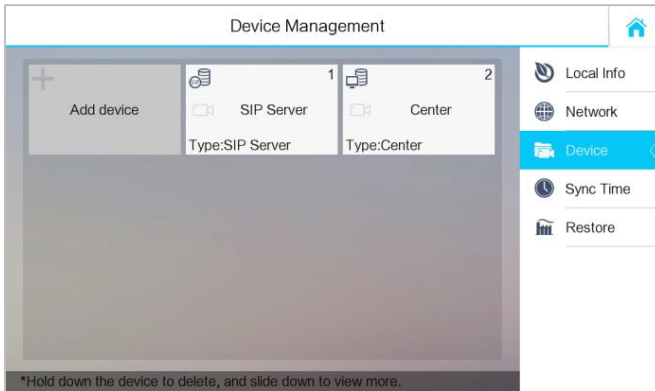 Device Management
Add device
1
SIP Server
Type:SIP Server
2
Center
Type:Center
Local Info
Network
Device
Sync Time
Restore
*Hold down the device to delete, and slide down to view more.